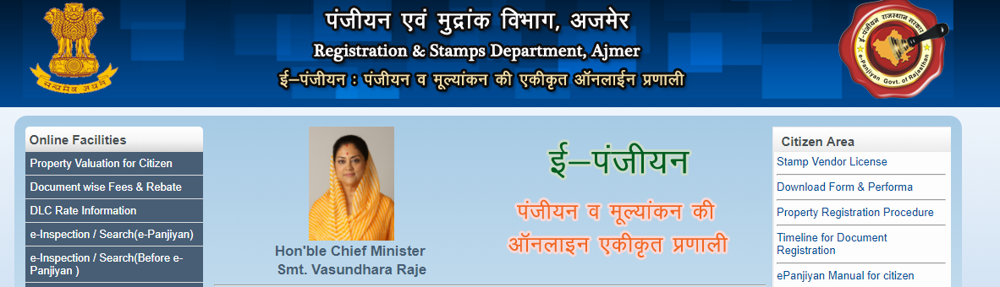 पंजीयन एवं मुद्रांक विभाग, अजमेर
Registration & Stamps Department, Ajmer
ई–पंजीयन : पंजीयन व मूल्यांकन की एकीकृत ऑनलाईन प्रणाली
सत्यमेव जयते
ई-पंजीयन राजस्थान सरकार
e-Panjiyan Govt. of Rajasthan
Online Facilities
Property Valuation for Citizen
Document wise Fees & Rebate
DLC Rate Information
e-Inspection / Search(e-Panjiyan)
e-Inspection / Search(Before e-
Panjiyan )
Hon'ble Chief Minister
Smt. Vasundhara Raje
ई–पंजीयन
पंजीयन व मूल्यांकन की
ऑनलाइन एकीकृत प्रणाली
Citizen Area
Stamp Vendor License
Download Form & Performa
Property Registration Procedure
Timeline for Document
Registration
ePanjiyan Manual for citizen